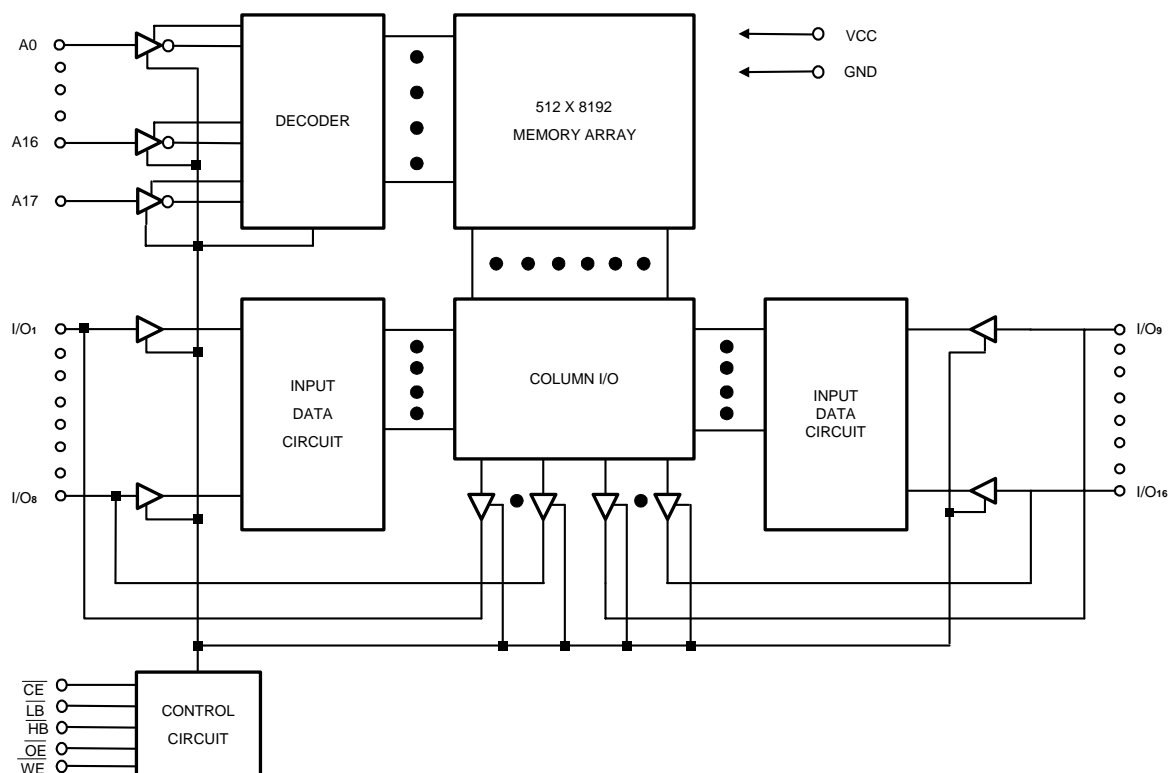 A0
A16
A17
DECODER
512 X 8192
MEMORY ARRAY
VCC
GND
I/O1
I/O8
INPUT
DATA
CIRCUIT
COLUMN I/O
INPUT
DATA
CIRCUIT
I/O9
I/O16
CE
LB
HB
OE
WE
CONTROL
CIRCUIT